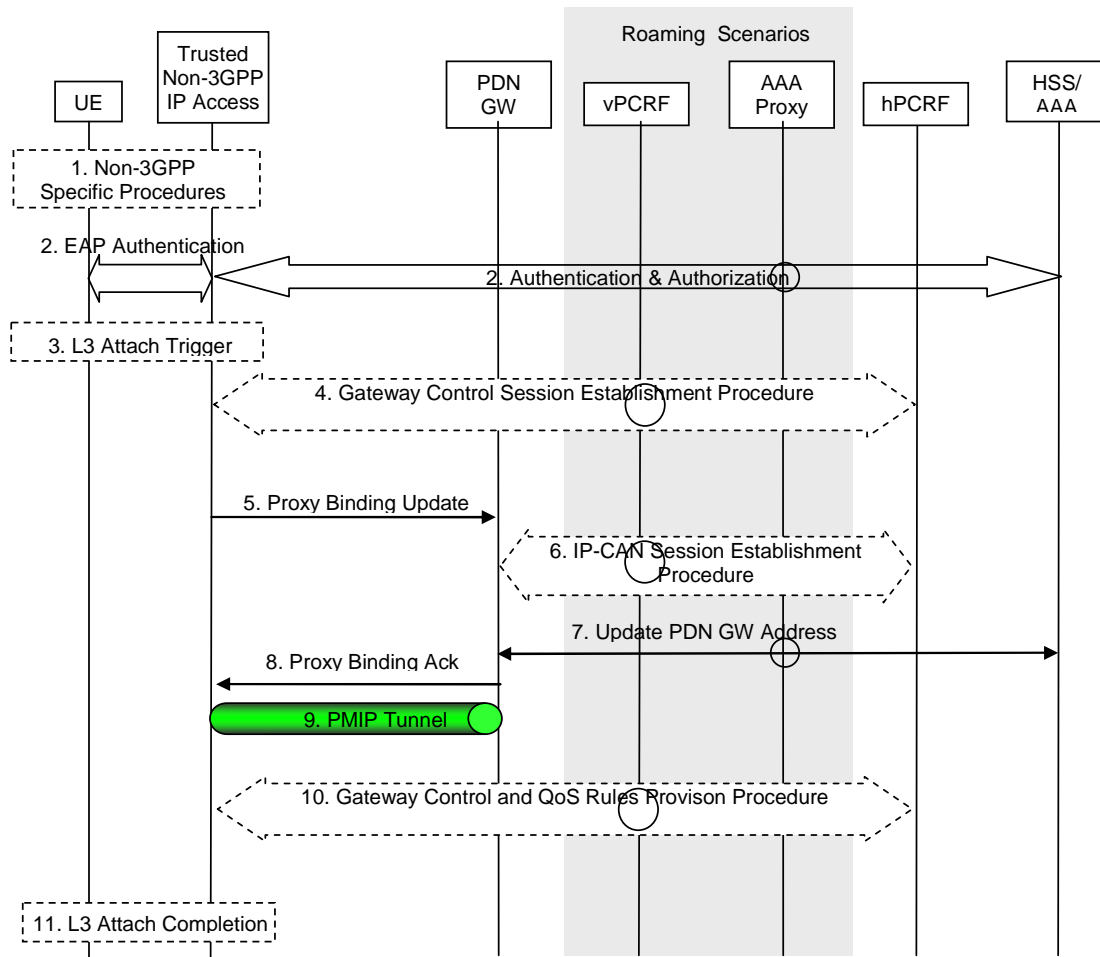 Roaming Scenarios
UE
Trusted
Non-3GPP
IP Access
PDN
GW
vPCRF
AAA
Proxy
hPCRF
HSS/
AAA
1. Non-3GPP
Specific Procedures
2. EAP Authentication
2. Authentication & Authorization
3. L3 Attach Trigger
4. Gateway Control Session Establishment Procedure
5. Proxy Binding Update
6. IP-CAN Session Establishment
Procedure
7. Update PDN GW Address
8. Proxy Binding Ack
9. PMIP Tunnel
10. Gateway Control and QoS Rules Provison Procedure
11. L3 Attach Completion